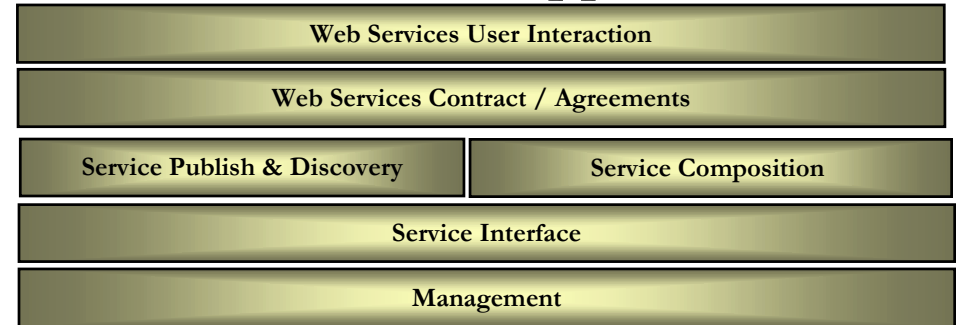 Web Services User Interaction
Web Services Contract / Agreements
Service Publish & Discovery
Service Composition
Service Interface
Management